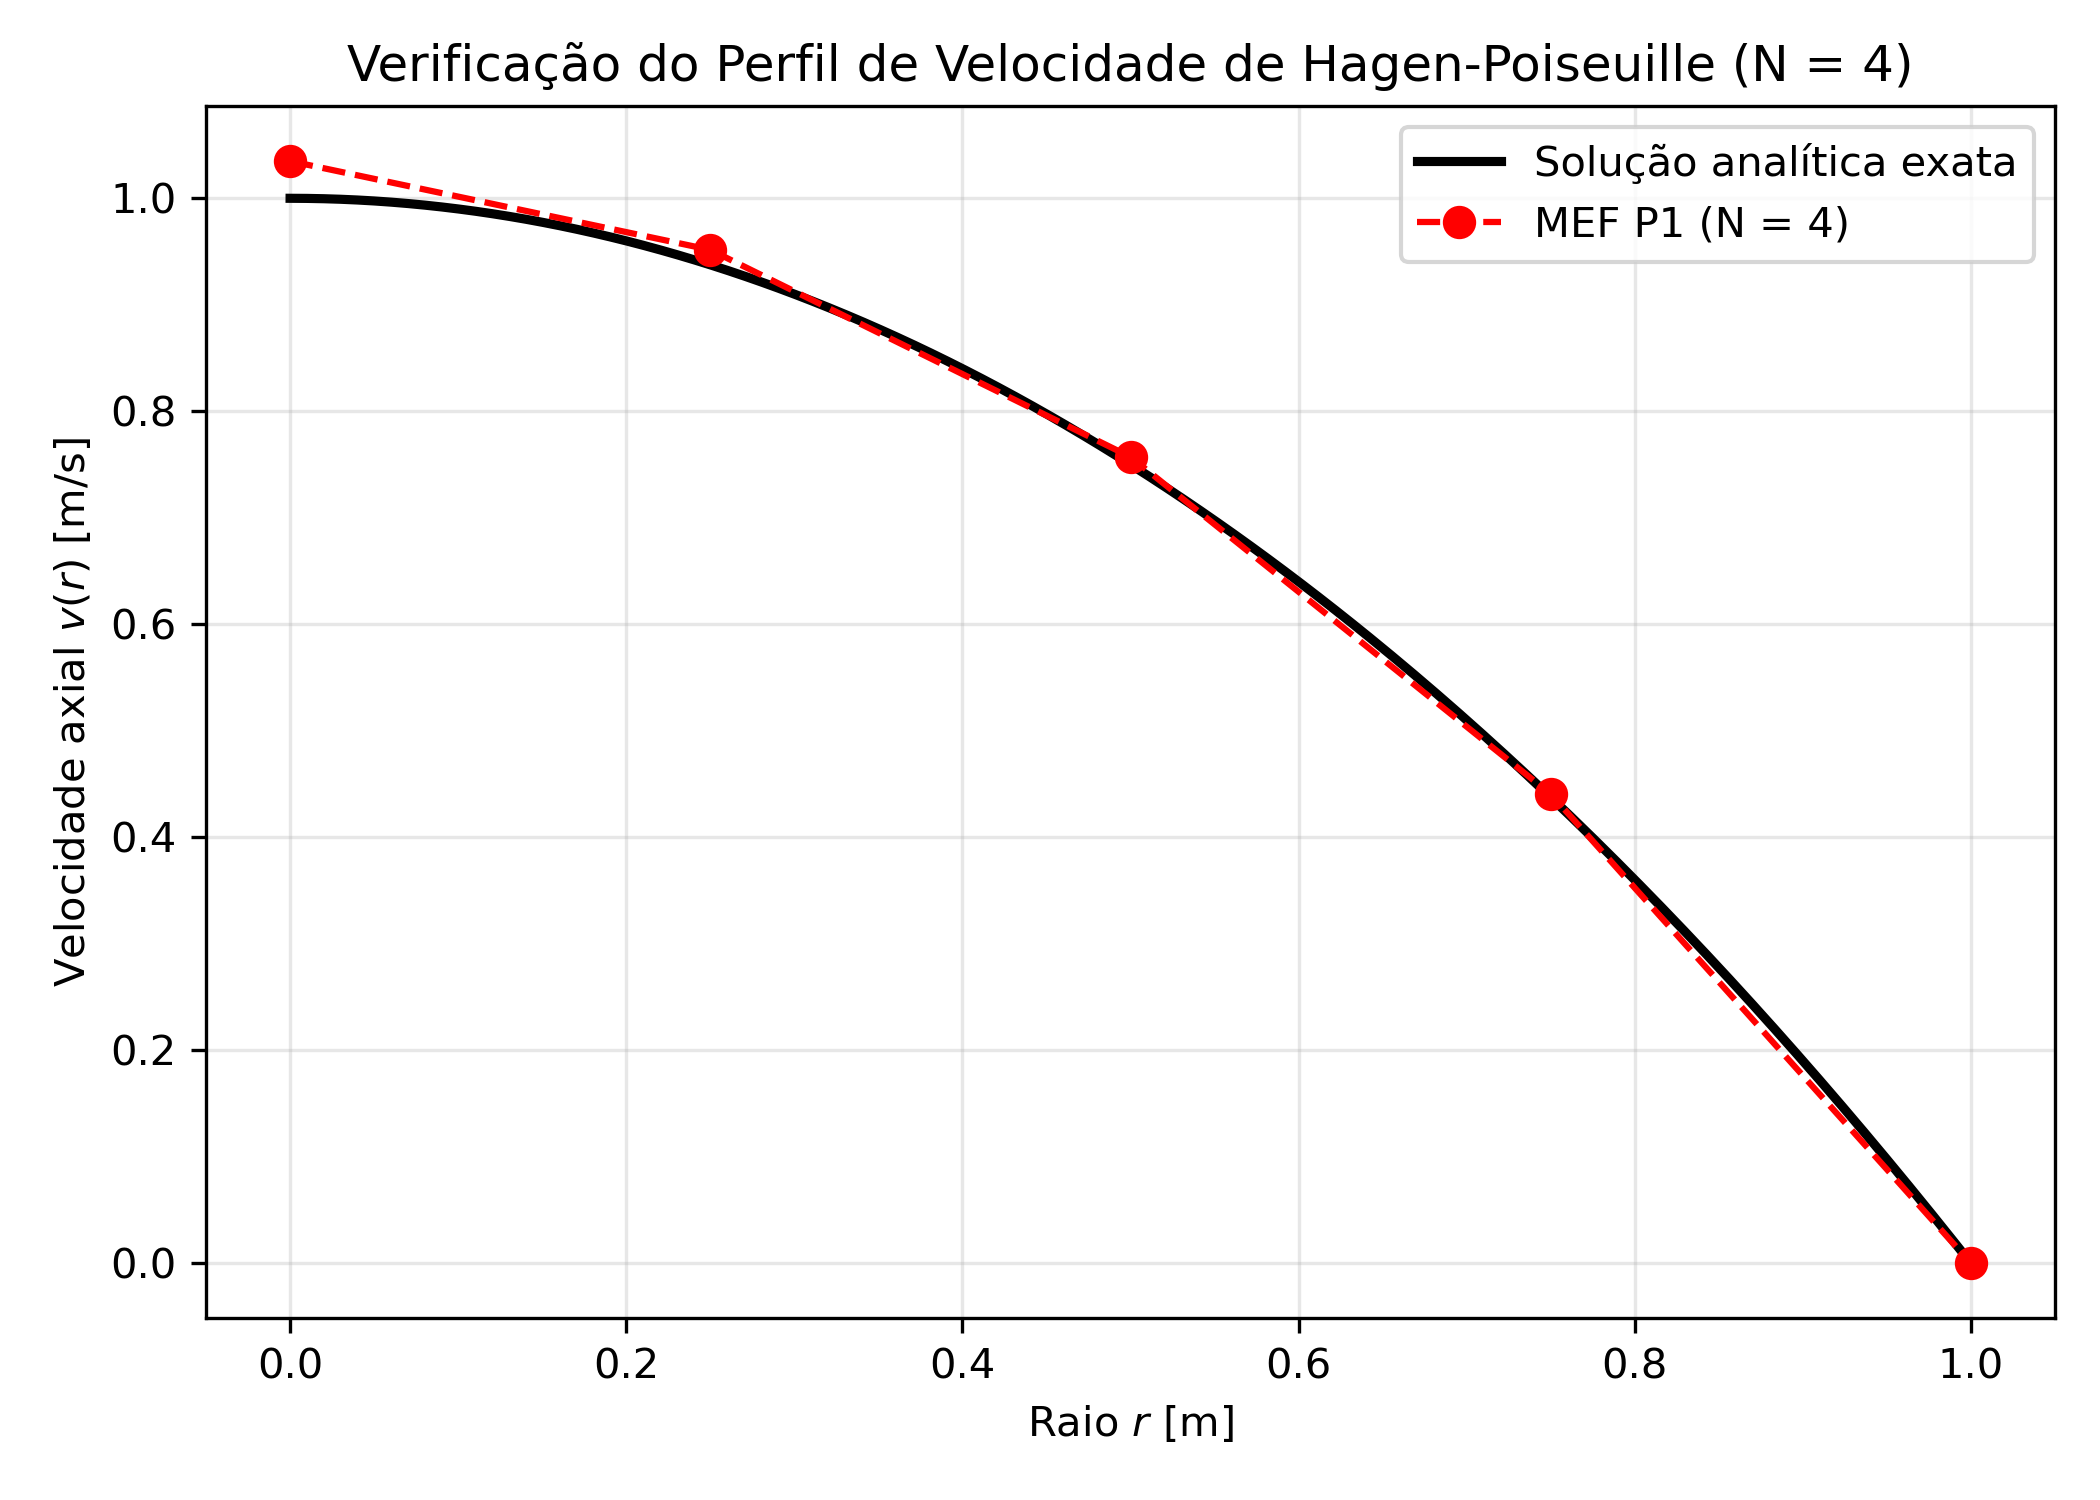 Verificação do Perfil de Velocidade de Hagen-Poiseuille (N = 4)
Solução analítica exata
MEF P1 (N = 4)
Velocidade axial v(r) [m/s]
1.0
0.8
0.6
0.4
0.2
0.0
0.0 0.2 0.4 0.6 0.8 1.0
Raio r [m]